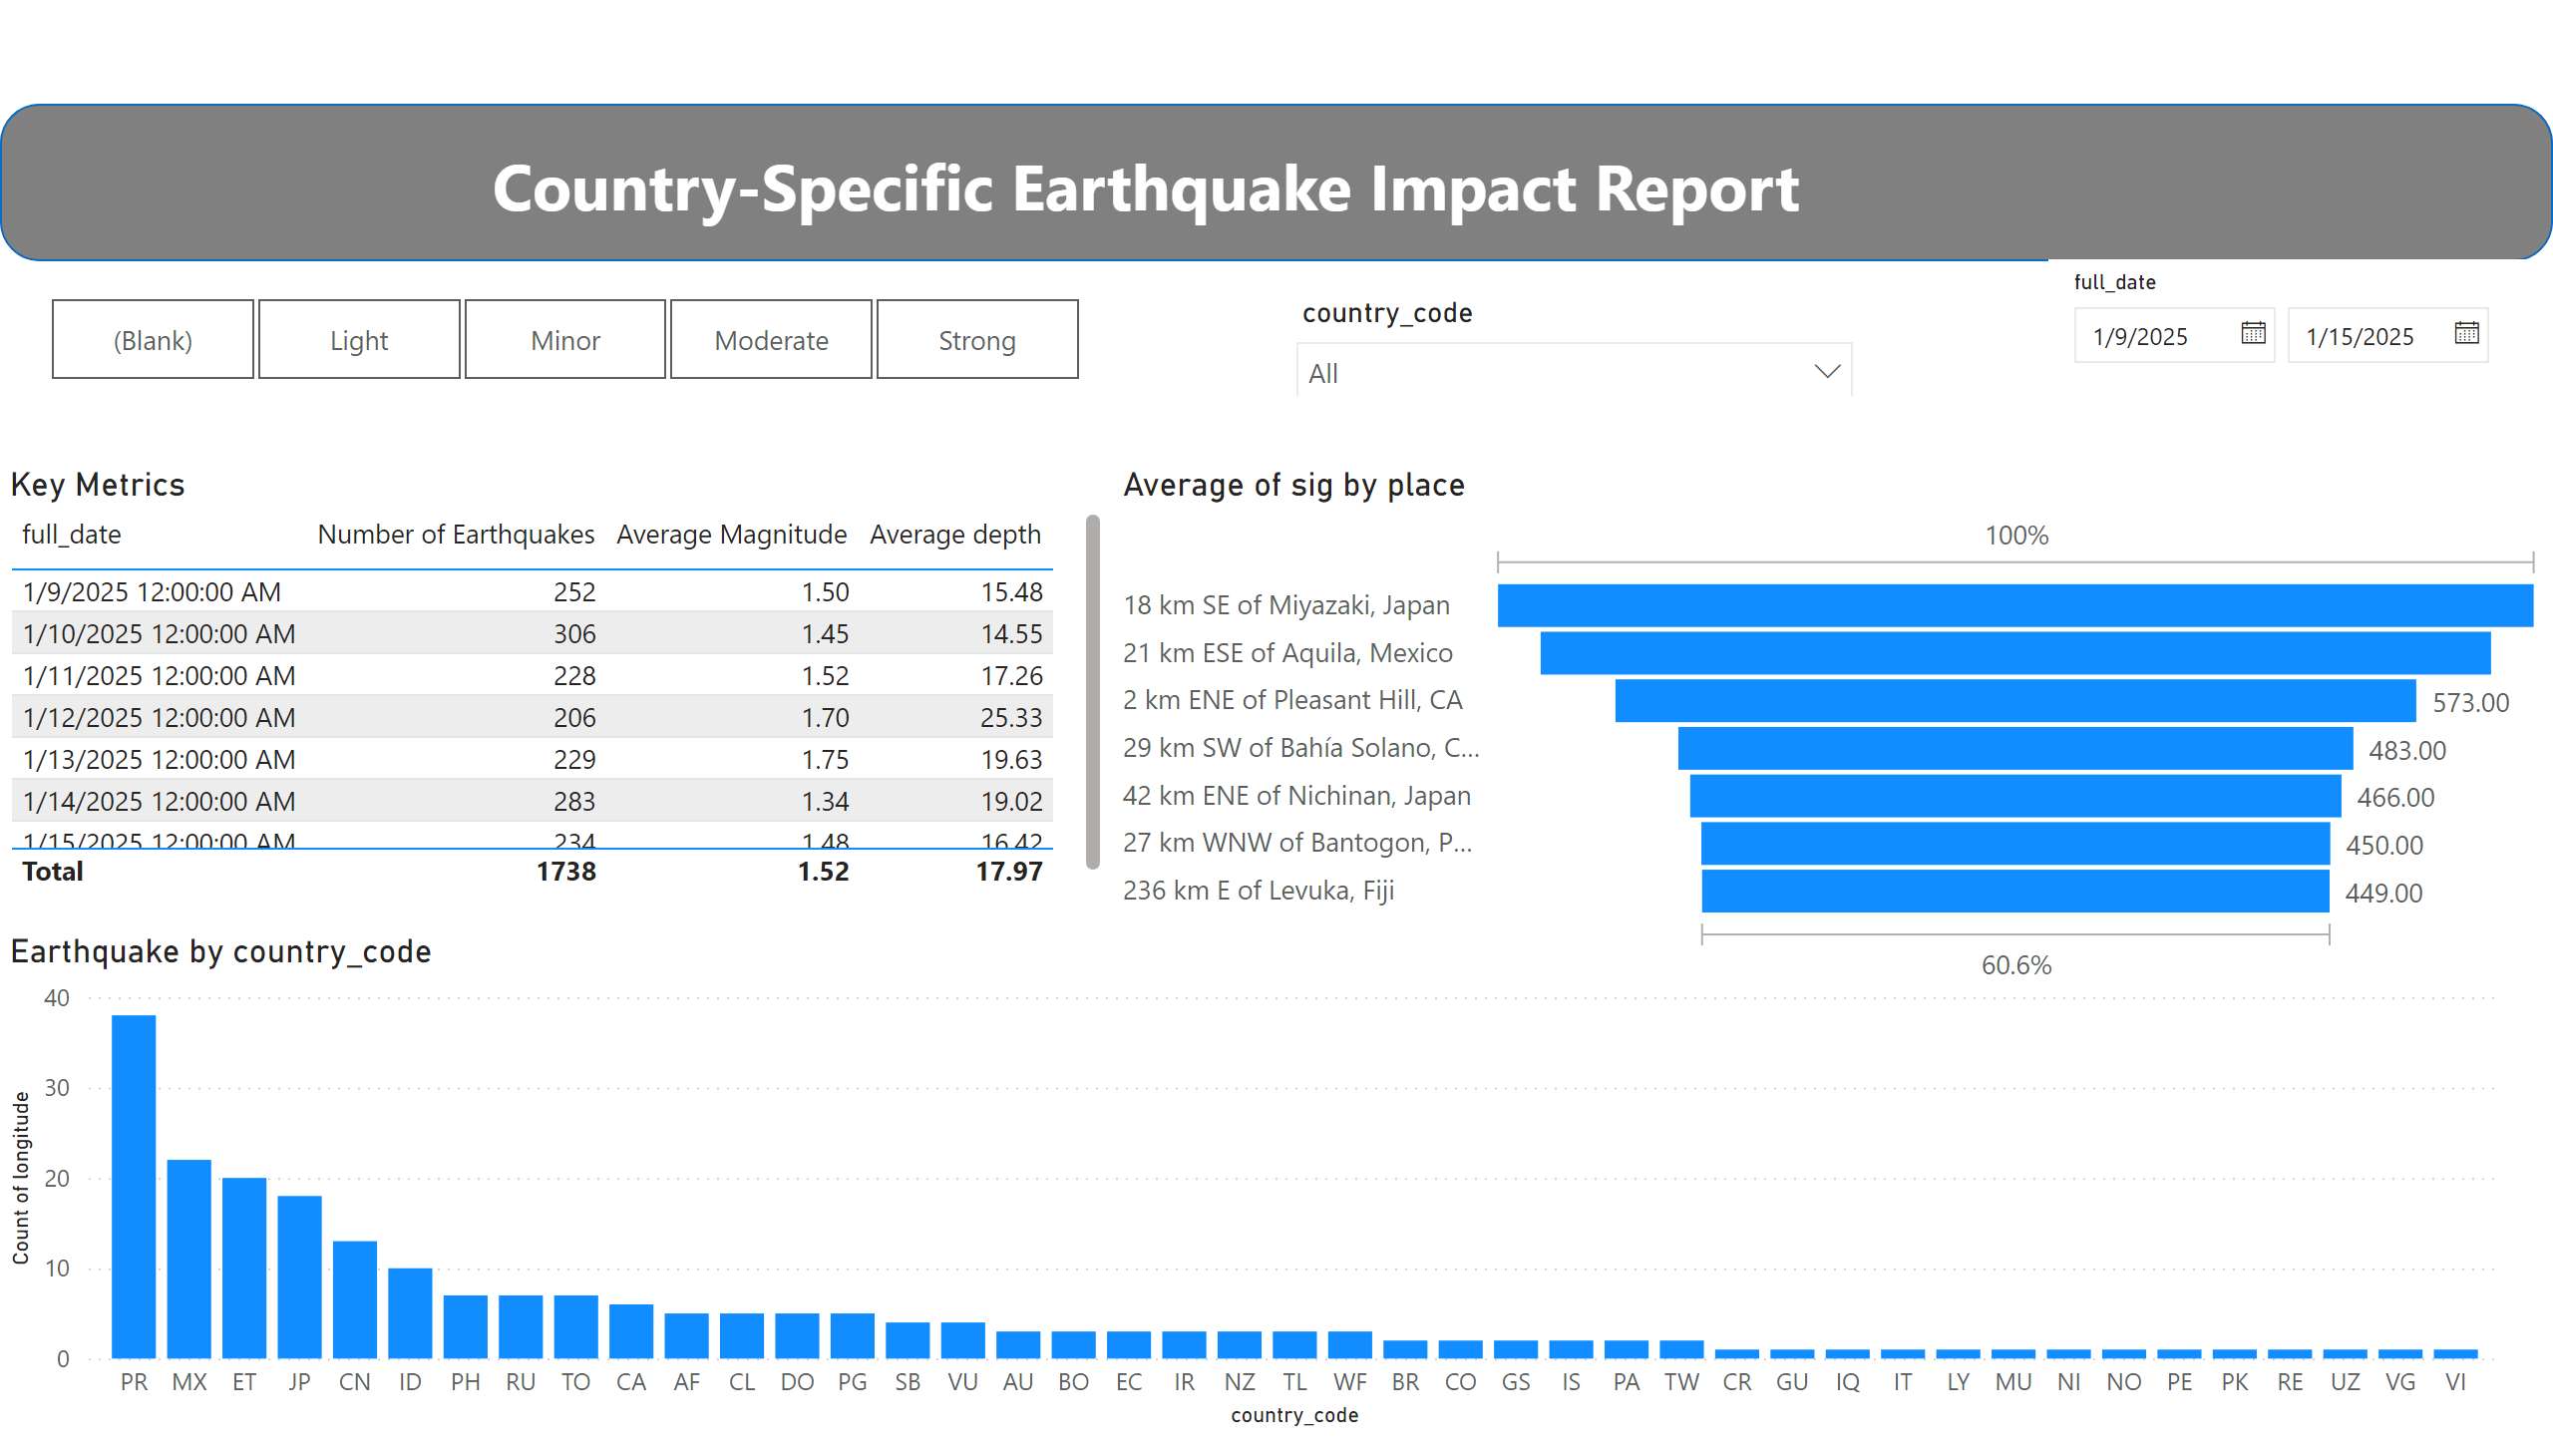 Country-Specific Earthquake Impact Report
full_date
1/9/2025 1/15/2025
(Blank) Light Minor Moderate Strong
country_code
All
Key Metrics
full_date Number of Earthquakes Average Magnitude Average depth
1/9/2025 12:00:00 AM 252 1.50 15.48
1/10/2025 12:00:00 AM 306 1.45 14.55
1/11/2025 12:00:00 AM 228 1.52 17.26
1/12/2025 12:00:00 AM 206 1.70 25.33
1/13/2025 12:00:00 AM 229 1.75 19.63
1/14/2025 12:00:00 AM 283 1.34 19.02
1/15/2025 12:00:00 AM 234 1.48 16.42
Total 1738 1.52 17.97
Average of sig by place
100%
18 km SE of Miyazaki, Japan
21 km ESE of Aquila, Mexico
2 km ENE of Pleasant Hill, CA 573.00
29 km SW of Bahía Solano, C... 483.00
42 km ENE of Nichinan, Japan 466.00
27 km WNW of Bantogon, P... 450.00
236 km E of Levuka, Fiji 449.00
60.6%
Earthquake by country_code
Count of longitude
40
30
20
10
0
PR MX ET JP CN ID PH RU TO CA AF CL DO PG SB VU AU BO EC IR NZ TL WF BR CO GS IS PA TW CR GU IQ IT LY MU NI NO PE PK RE UZ VG VI
country_code